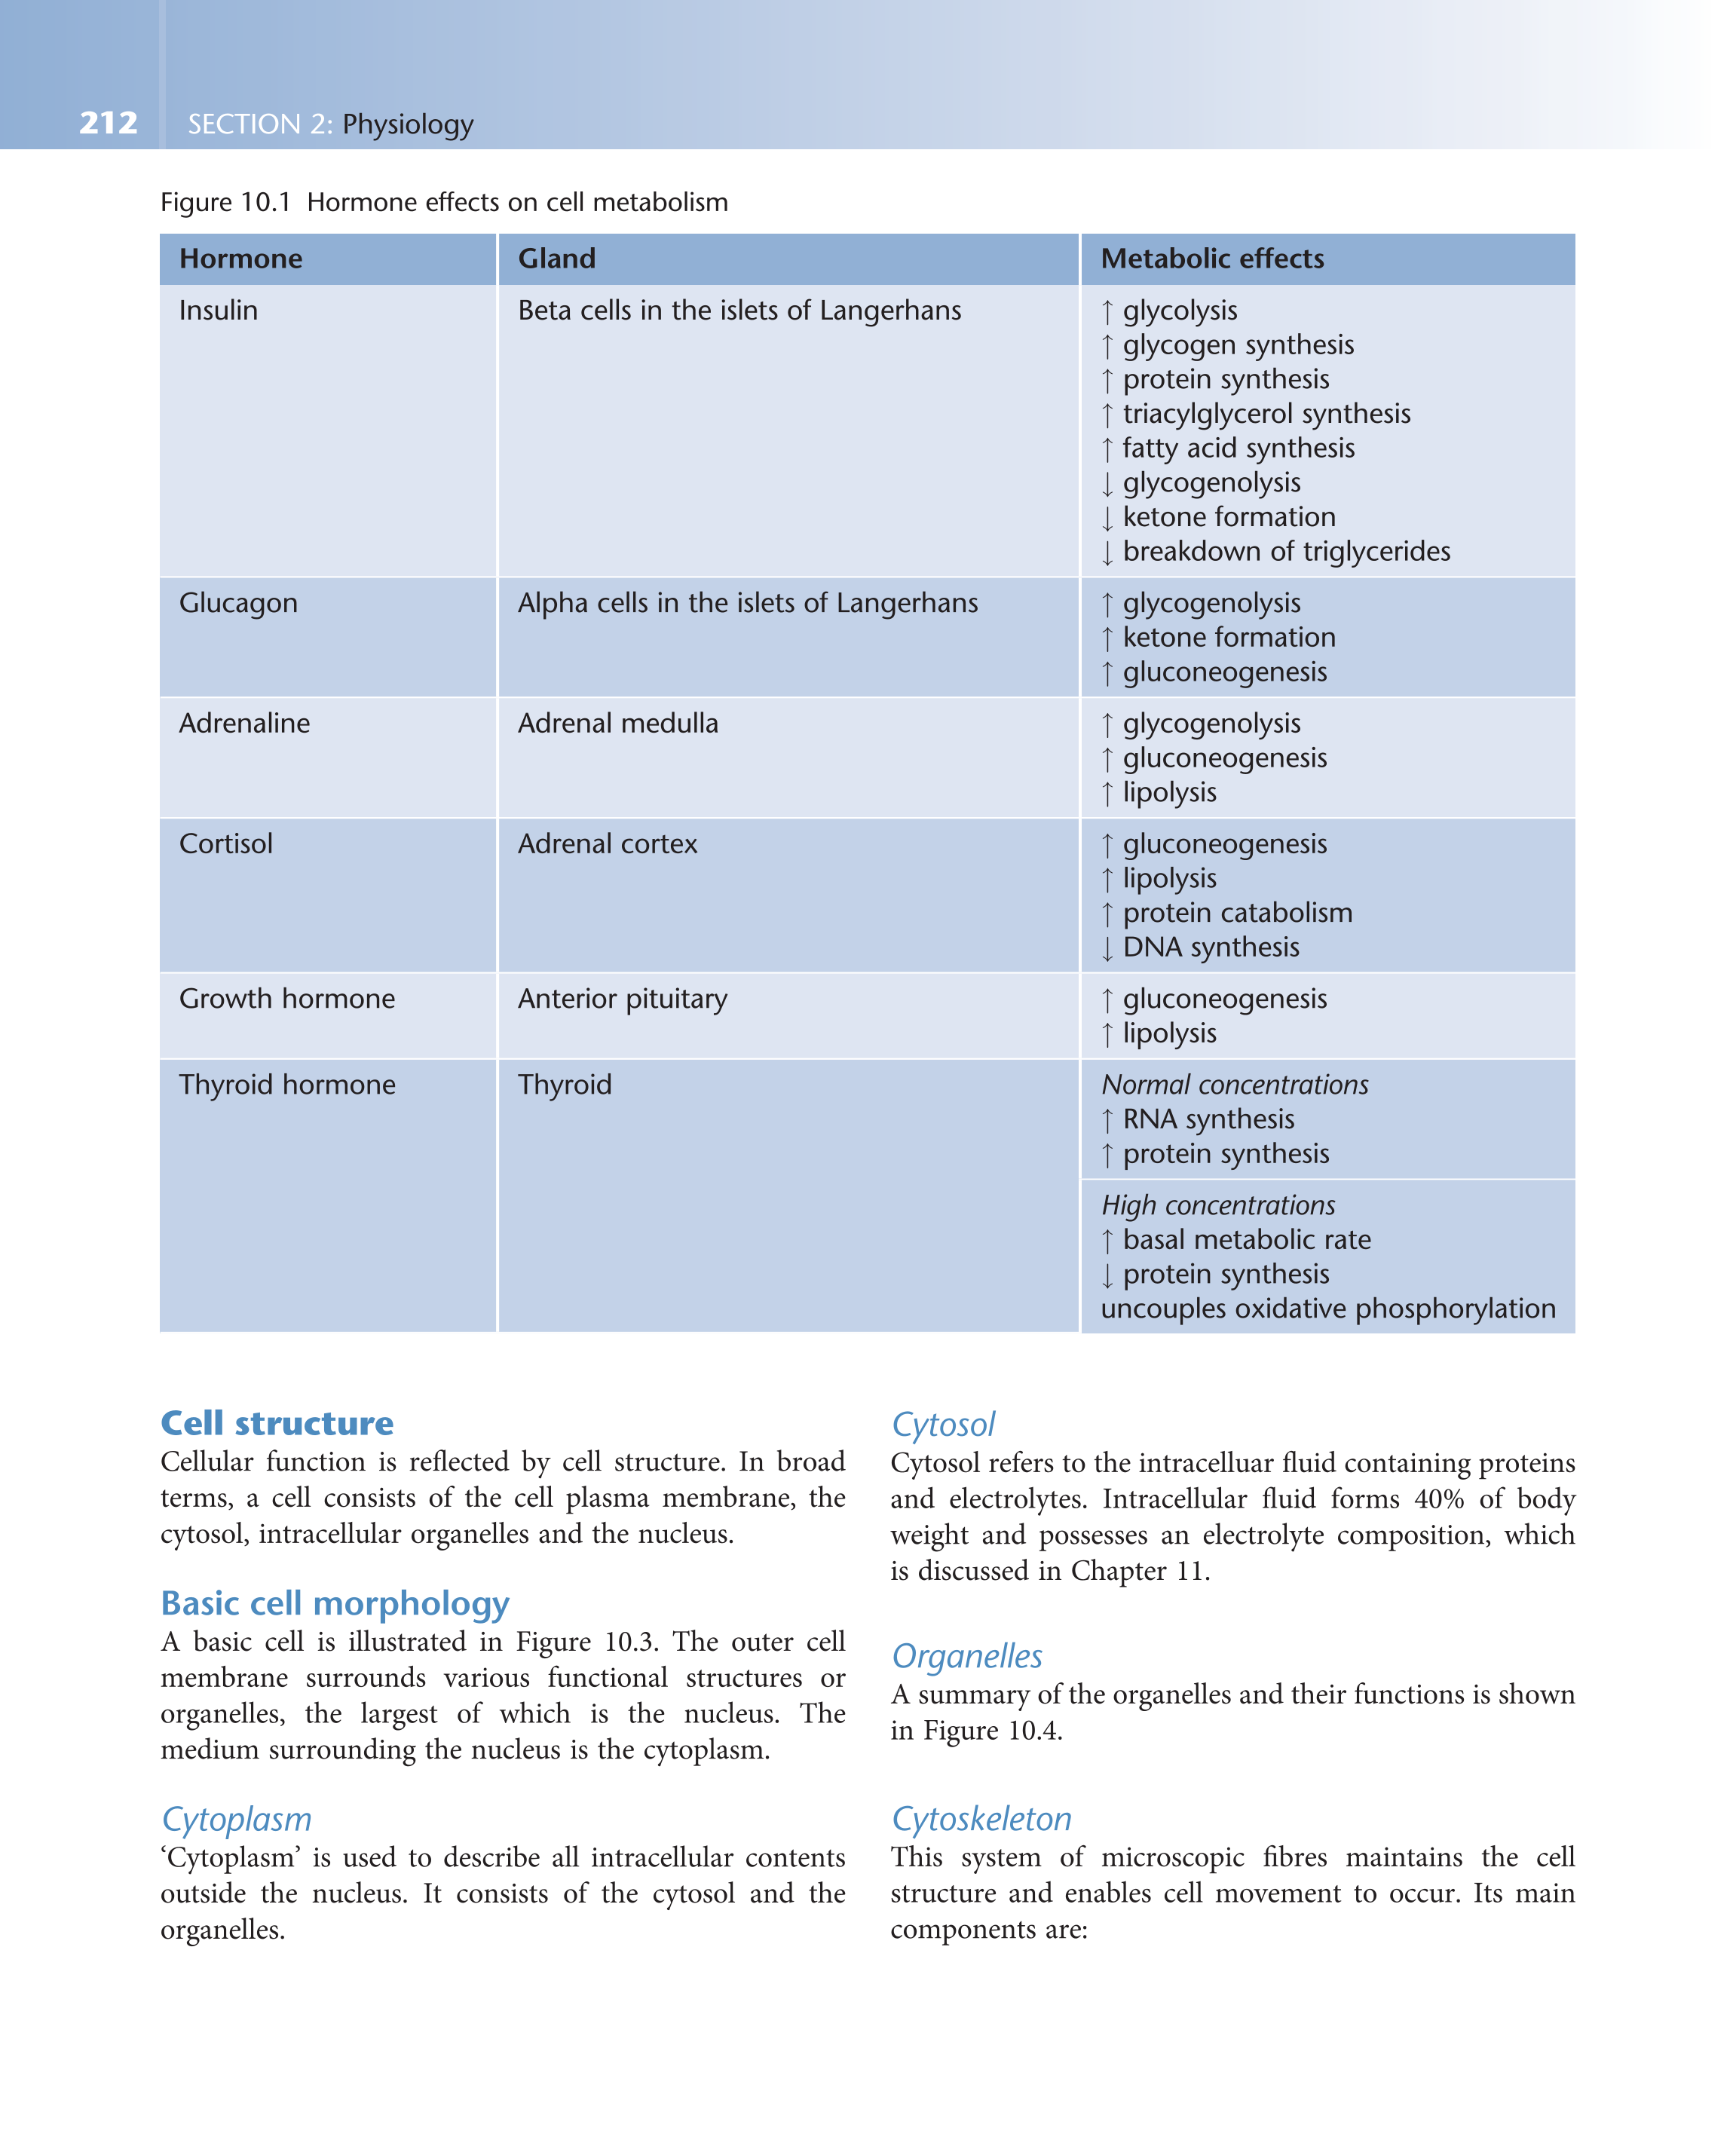 212 SECTION 2: Physiology
Figure 10.1 Hormone effects on cell metabolism
Hormone Gland Metabolic effects
Insulin Beta cells in the islets of Langerhans ↑ glycolysis
↑ glycogen synthesis
↑ protein synthesis
↑ triacylglycerol synthesis
↑ fatty acid synthesis
↓ glycogenolysis
↓ ketone formation
↓ breakdown of triglycerides
Glucagon Alpha cells in the islets of Langerhans ↑ glycogenolysis
↑ ketone formation
↑ gluconeogenesis
Adrenaline Adrenal medulla ↑ glycogenolysis
↑ gluconeogenesis
↑ lipolysis
Cortisol Adrenal cortex ↑ gluconeogenesis
↑ lipolysis
↑ protein catabolism
↓ DNA synthesis
Growth hormone Anterior pituitary ↑ gluconeogenesis
↑ lipolysis
Thyroid hormone Thyroid Normal concentrations
↑ RNA synthesis
↑ protein synthesis
High concentrations
↑ basal metabolic rate
↓ protein synthesis
uncouples oxidative phosphorylation
Cell structure
Cellular function is reflected by cell structure. In broad
terms, a cell consists of the cell plasma membrane, the
cytosol, intracellular organelles and the nucleus.
Basic cell morphology
A basic cell is illustrated in Figure 10.3. The outer cell
membrane surrounds various functional structures or
organelles, the largest of which is the nucleus. The
medium surrounding the nucleus is the cytoplasm.
Cytoplasm
‘Cytoplasm’ is used to describe all intracellular contents
outside the nucleus. It consists of the cytosol and the
organelles.
Cytosol
Cytosol refers to the intracelluar fluid containing proteins
and electrolytes. Intracellular fluid forms 40% of body
weight and possesses an electrolyte composition, which
is discussed in Chapter 11.
Organelles
A summary of the organelles and their functions is shown
in Figure 10.4.
Cytoskeleton
This system of microscopic fibres maintains the cell
structure and enables cell movement to occur. Its main
components are: